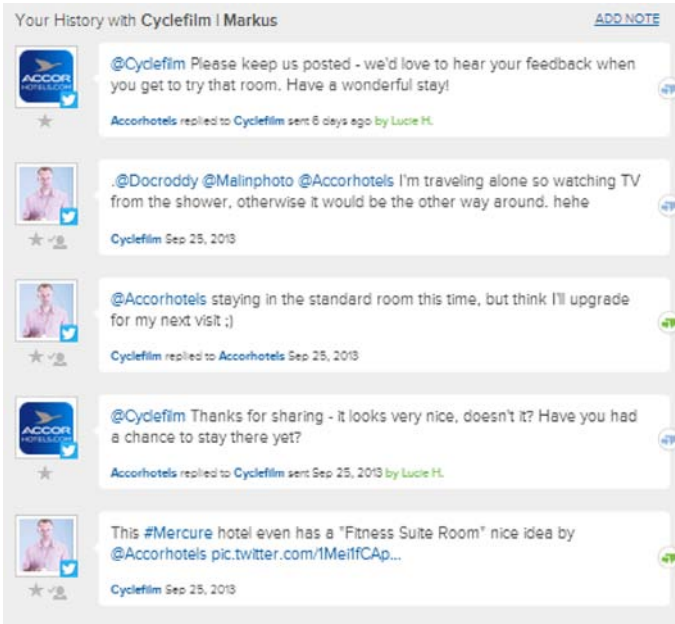 Your History with Cyclefilm | Markus
ADD NOTE
ACCOR
HOTELS.COM
@Cyclefilm Please keep us posted - we'd love to hear your feedback when
you get to try that room. Have a wonderful stay!
Accorhotels replied to Cyclefilm sent 6 days ago by Lucie H.
.@Docroddy @Malinphoto @Accorhotels I'm traveling alone so watching TV
from the shower, otherwise it would be the other way around. hehe
Cyclefilm Sep 25, 2013
@Accorhotels staying in the standard room this time, but think I'll upgrade
for my next visit ;)
Cyclefilm replied to Accorhotels Sep 25, 2013
ACCOR
HOTELS.COM
@Cyclefilm Thanks for sharing - it looks very nice, doesn't it? Have you had
a chance to stay there yet?
Accorhotels replied to Cyclefilm sent Sep 25, 2013 by Lucie H.
This #Mercure hotel even has a "Fitness Suite Room" nice idea by
@Accorhotels pic.twitter.com/1Mei1fCAp...
Cyclefilm Sep 25, 2013